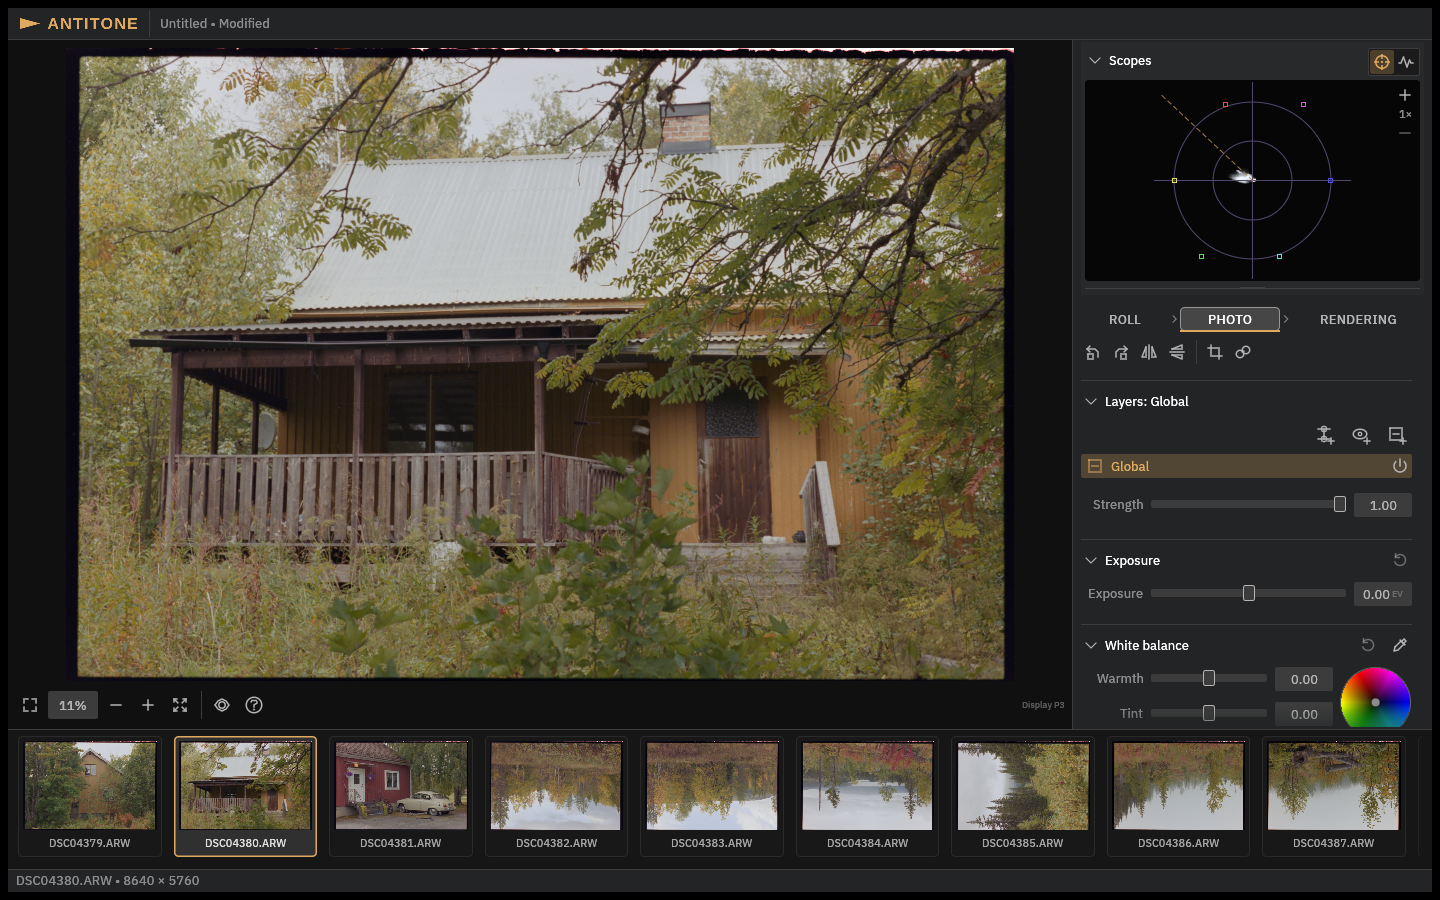 ANTITONE
Untitled • Modified
Scopes
1×
ROLL
PHOTO
RENDERING
Layers: Global
Global
Strength
1.00
Exposure
Exposure
0.00 EV
White balance
Warmth
0.00
Tint
0.00
11%
Display P3
DSC04379.ARW
DSC04380.ARW
DSC04381.ARW
DSC04382.ARW
DSC04383.ARW
DSC04384.ARW
DSC04385.ARW
DSC04386.ARW
DSC04387.ARW
DSC04380.ARW • 8640 × 5760